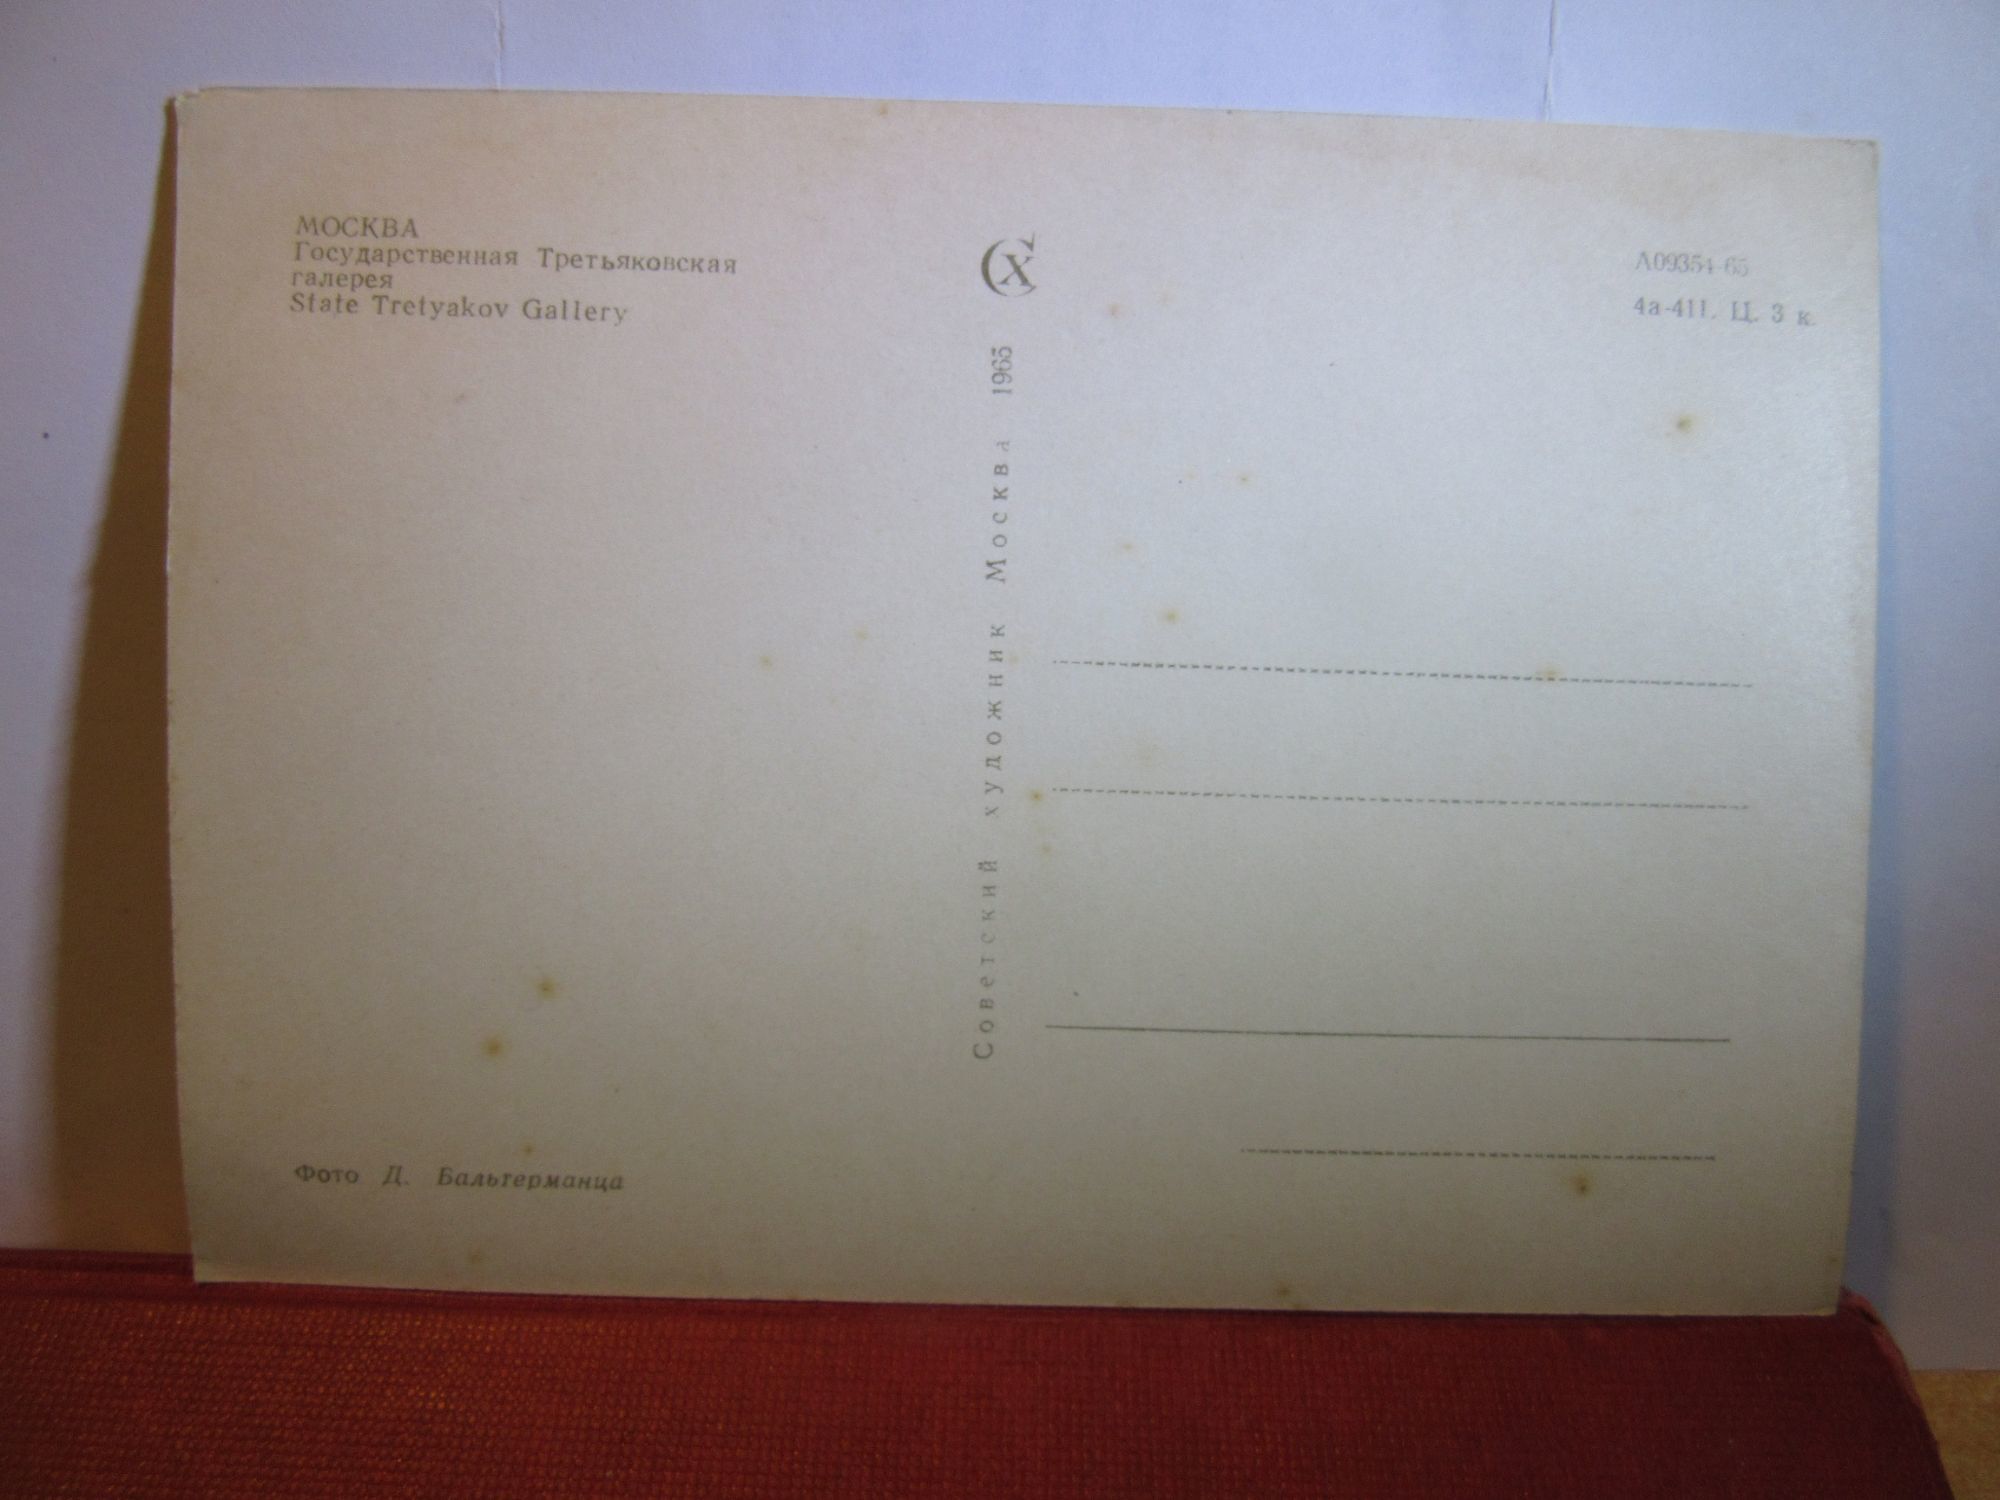 МОСКВА
Государственная Третьяковская
галерея
State Tretyakov Gallery
Фото Д. Бальтерманца
СХ
Советский художник Москва 1965
А09354-65
4а-411. Ц. 3 к.